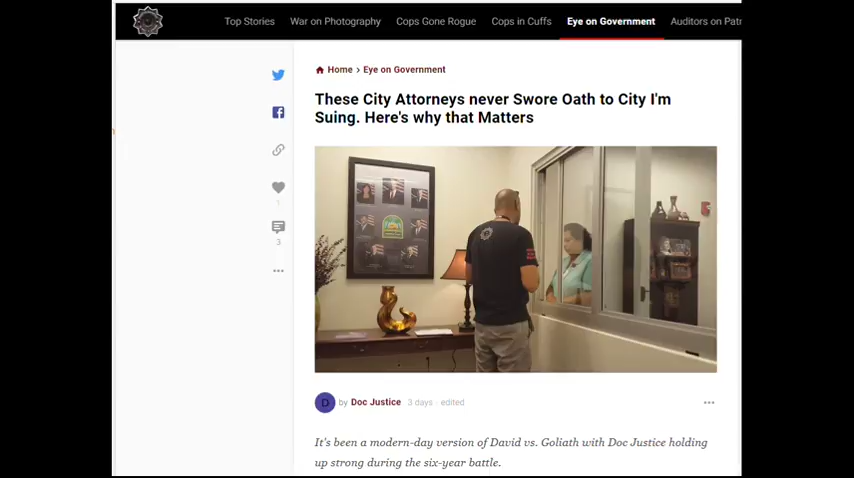 Top Stories War on Photography Cops Gone Rogue Cops in Cuffs Eye on Government Auditors on Patr
Home › Eye on Government
These City Attorneys never Swore Oath to City I'm
Suing. Here's why that Matters
1
3
D by Doc Justice 3 days · edited
It's been a modern-day version of David vs. Goliath with Doc Justice holding
up strong during the six-year battle.